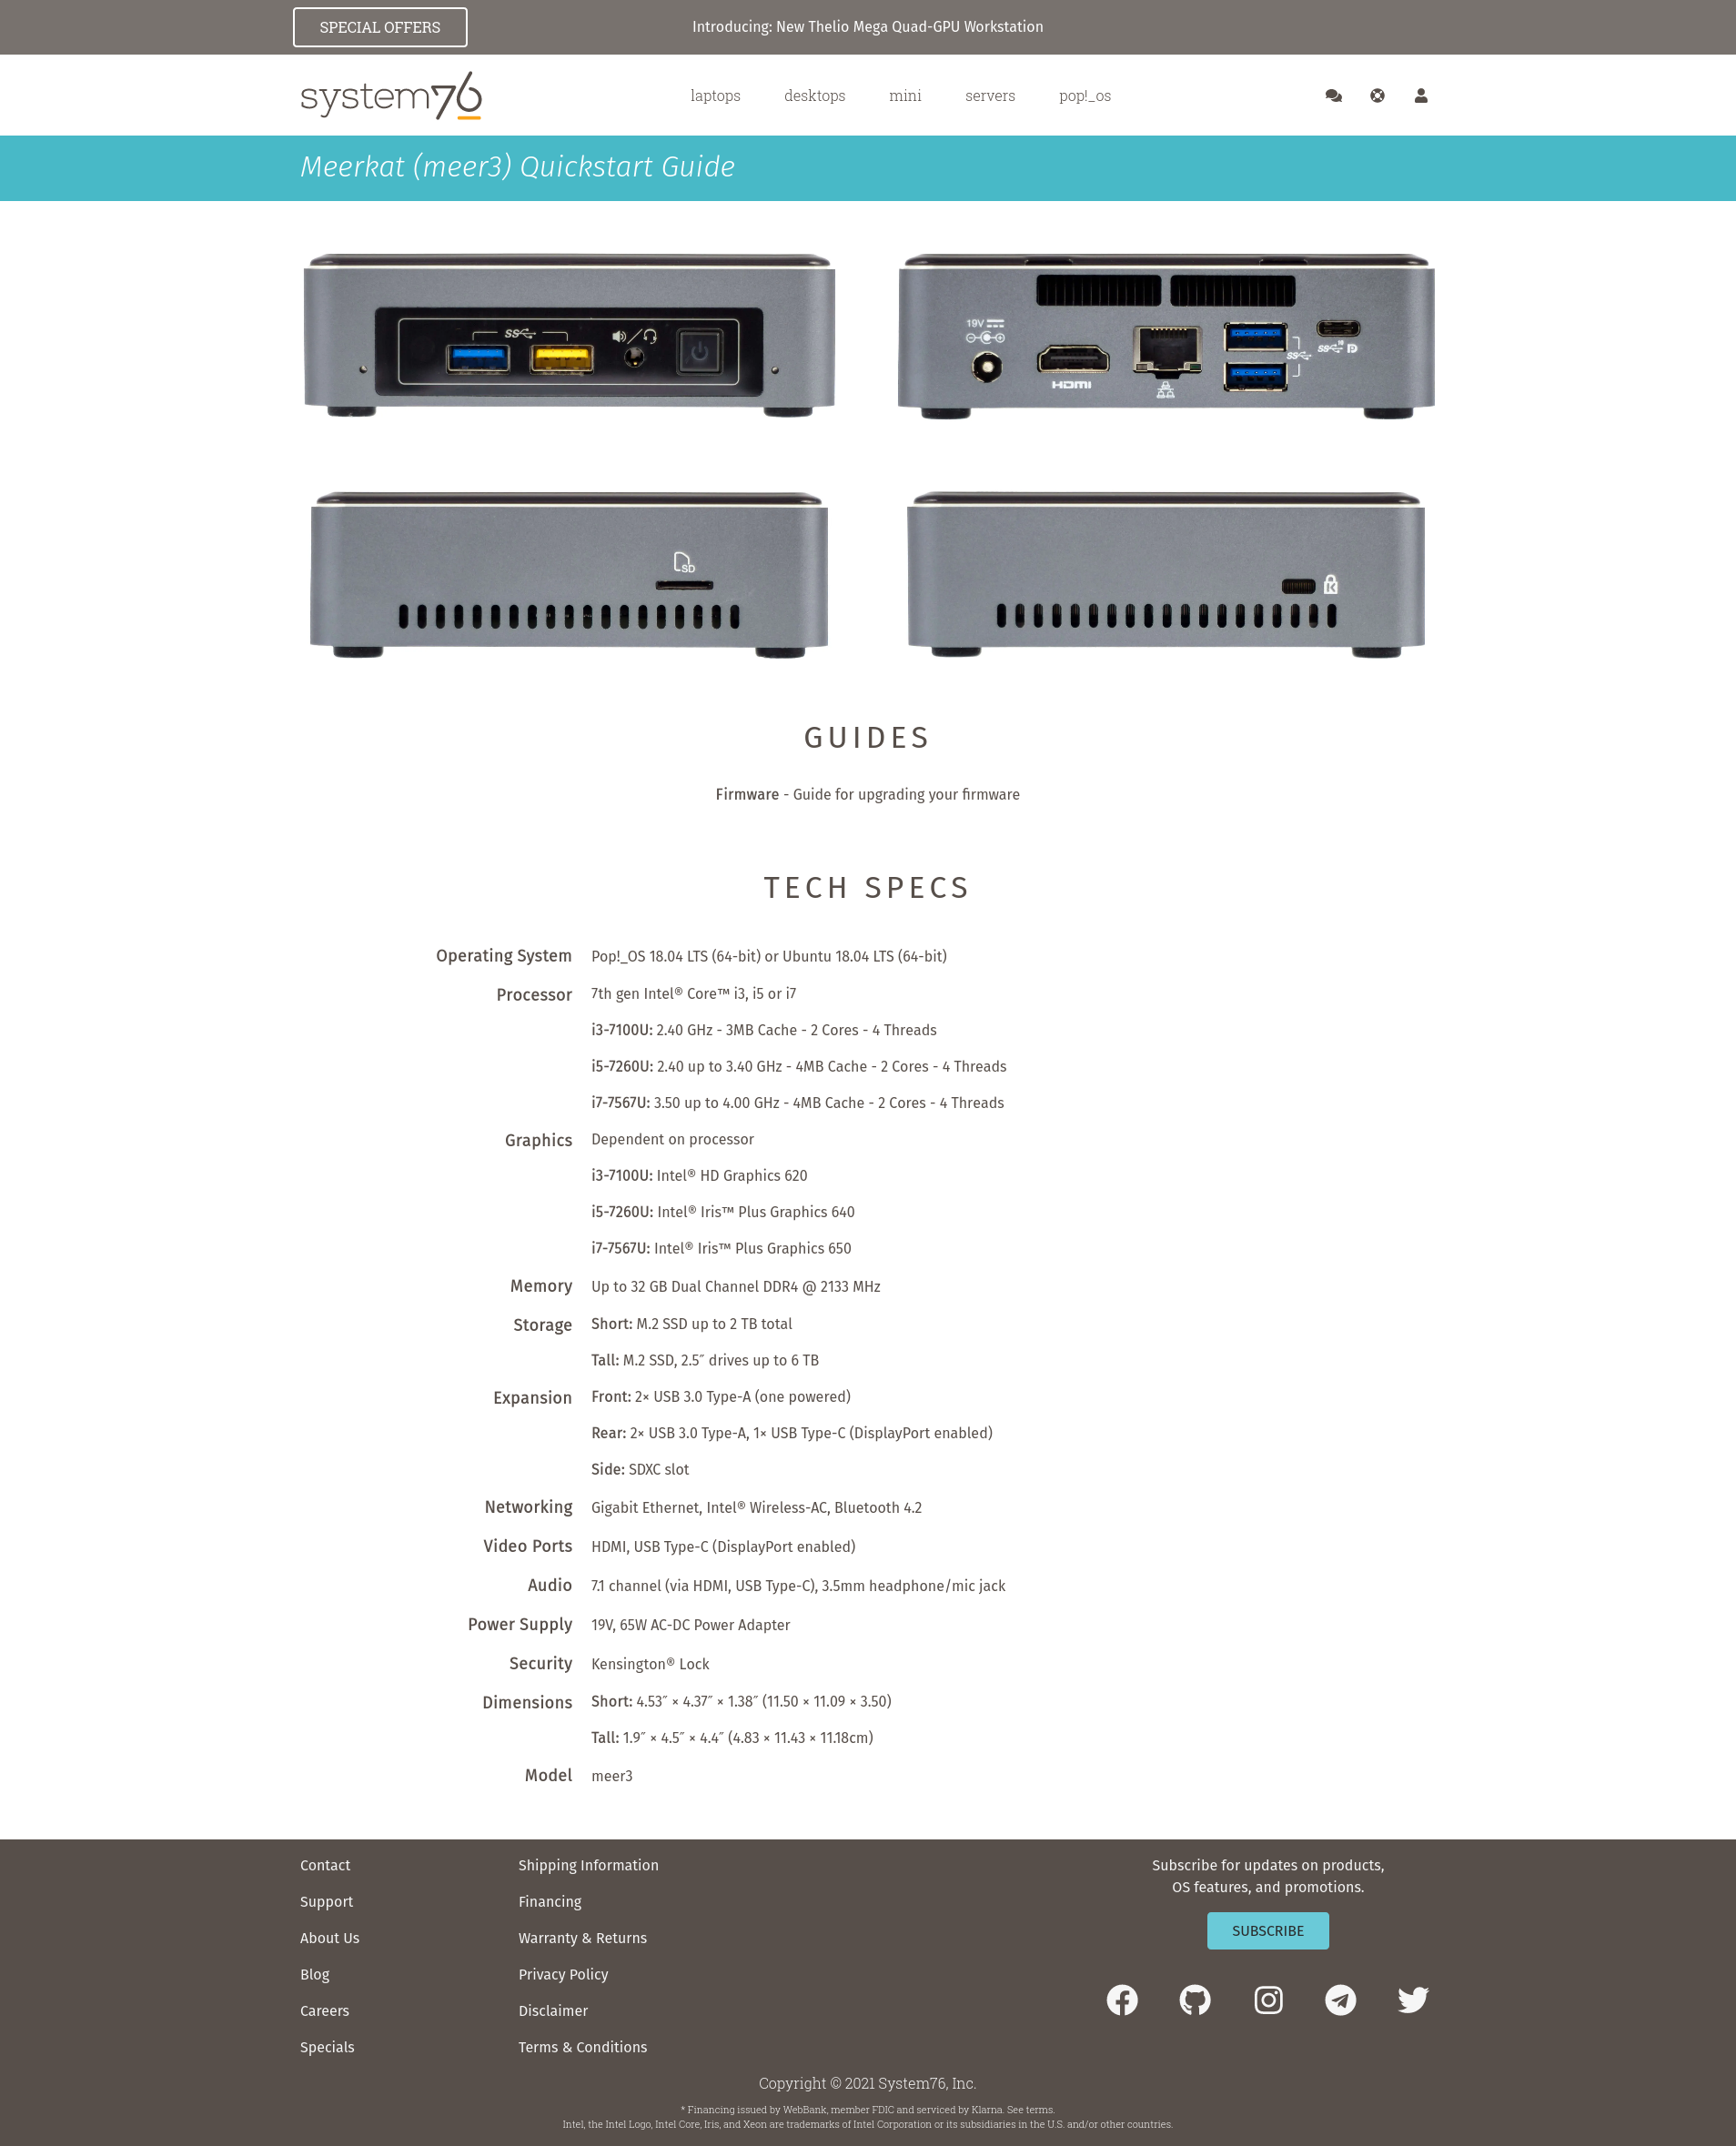 SPECIAL OFFERS
Introducing: New Thelio Mega Quad-GPU Workstation
system76
laptops
desktops
mini
servers
pop!_os
Meerkat (meer3) Quickstart Guide
SS
19V
HDMI
SS
SS 10 D
SD
K
GUIDES
Firmware - Guide for upgrading your firmware
TECH SPECS
Operating System
Pop!_OS 18.04 LTS (64-bit) or Ubuntu 18.04 LTS (64-bit)
Processor
7th gen Intel® Core™ i3, i5 or i7
i3-7100U: 2.40 GHz - 3MB Cache - 2 Cores - 4 Threads
i5-7260U: 2.40 up to 3.40 GHz - 4MB Cache - 2 Cores - 4 Threads
i7-7567U: 3.50 up to 4.00 GHz - 4MB Cache - 2 Cores - 4 Threads
Graphics
Dependent on processor
i3-7100U: Intel® HD Graphics 620
i5-7260U: Intel® Iris™ Plus Graphics 640
i7-7567U: Intel® Iris™ Plus Graphics 650
Memory
Up to 32 GB Dual Channel DDR4 @ 2133 MHz
Storage
Short: M.2 SSD up to 2 TB total
Tall: M.2 SSD, 2.5″ drives up to 6 TB
Expansion
Front: 2× USB 3.0 Type-A (one powered)
Rear: 2× USB 3.0 Type-A, 1× USB Type-C (DisplayPort enabled)
Side: SDXC slot
Networking
Gigabit Ethernet, Intel® Wireless-AC, Bluetooth 4.2
Video Ports
HDMI, USB Type-C (DisplayPort enabled)
Audio
7.1 channel (via HDMI, USB Type-C), 3.5mm headphone/mic jack
Power Supply
19V, 65W AC-DC Power Adapter
Security
Kensington® Lock
Dimensions
Short: 4.53″ × 4.37″ × 1.38″ (11.50 × 11.09 × 3.50)
Tall: 1.9″ × 4.5″ × 4.4″ (4.83 × 11.43 × 11.18cm)
Model
meer3
Contact
Support
About Us
Blog
Careers
Specials
Shipping Information
Financing
Warranty & Returns
Privacy Policy
Disclaimer
Terms & Conditions
Subscribe for updates on products,
OS features, and promotions.
SUBSCRIBE
Copyright © 2021 System76, Inc.
* Financing issued by WebBank, member FDIC and serviced by Klarna. See terms.
Intel, the Intel Logo, Intel Core, Iris, and Xeon are trademarks of Intel Corporation or its subsidiaries in the U.S. and/or other countries.